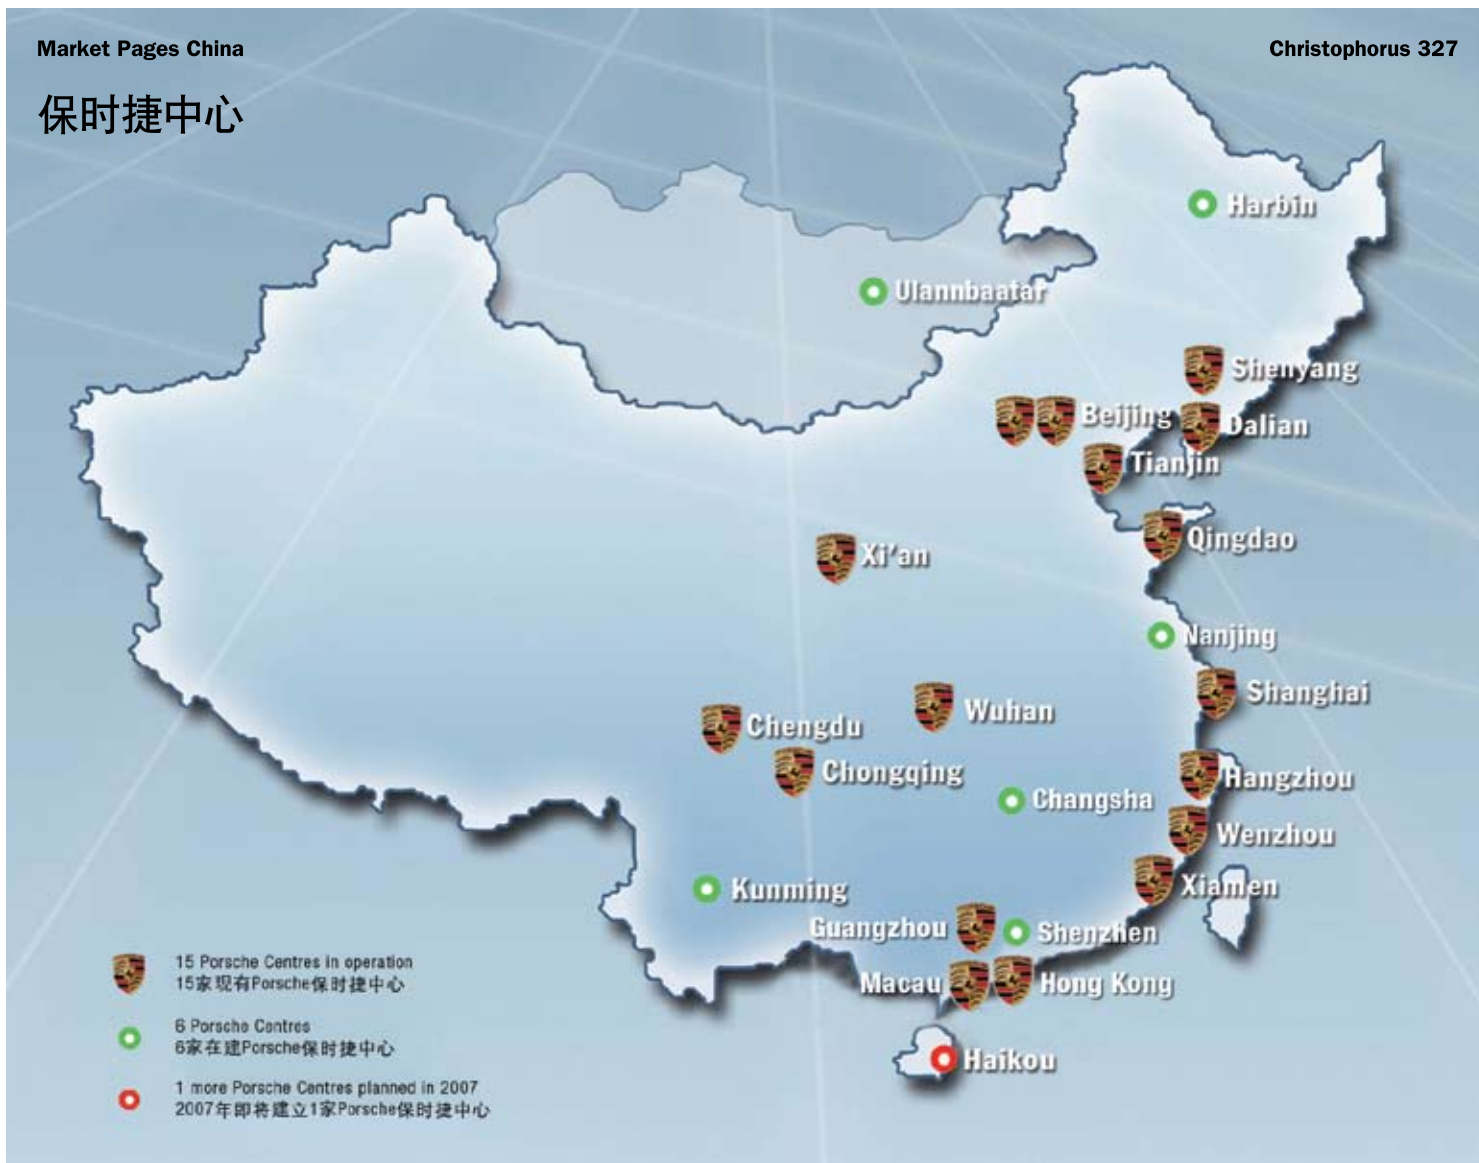 Market Pages China
Christophorus 327
保时捷中心
Harbin
Ulannbaatar
Shenyang
Beijing
Dalian
Tianjin
Qingdao
Xi'an
Nanjing
Shanghai
Wuhan
Chengdu
Chongqing
Hangzhou
Changsha
Wenzhou
Xiamen
Kunming
Guangzhou
Shenzhen
Macau
Hong Kong
Haikou
15 Porsche Centres in operation
15家现有Porsche保时捷中心
6 Porsche Centres
6家在建Porsche保时捷中心
1 more Porsche Centres planned in 2007
2007年即将建立1家Porsche保时捷中心